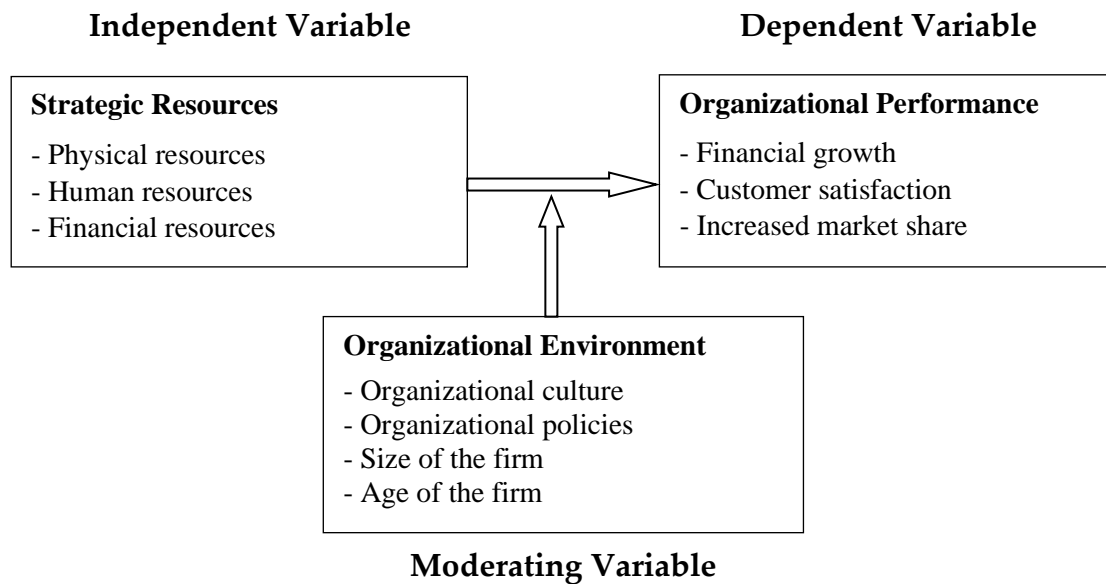 Independent Variable
Dependent Variable
Strategic Resources
- Physical resources
- Human resources
- Financial resources
Organizational Performance
- Financial growth
- Customer satisfaction
- Increased market share
Organizational Environment
- Organizational culture
- Organizational policies
- Size of the firm
- Age of the firm
Moderating Variable